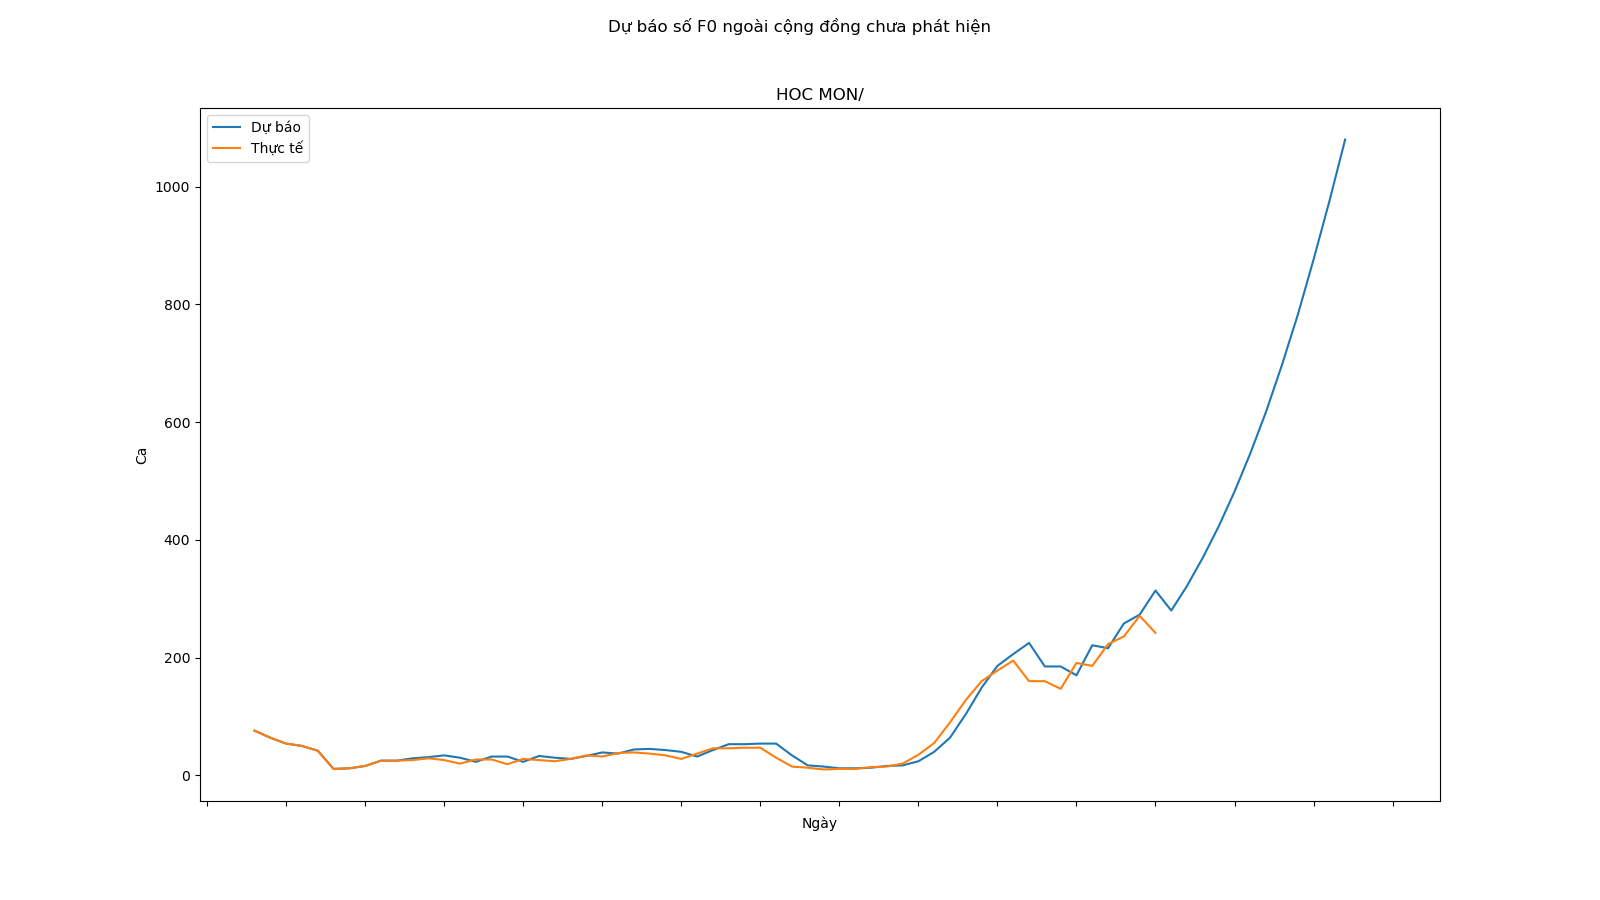 Dự báo số F0 ngoài cộng đồng chưa phát hiện
HOC MON/
Dự báo
Thực tế
1000
800
600
400
200
0
Ca
Ngày